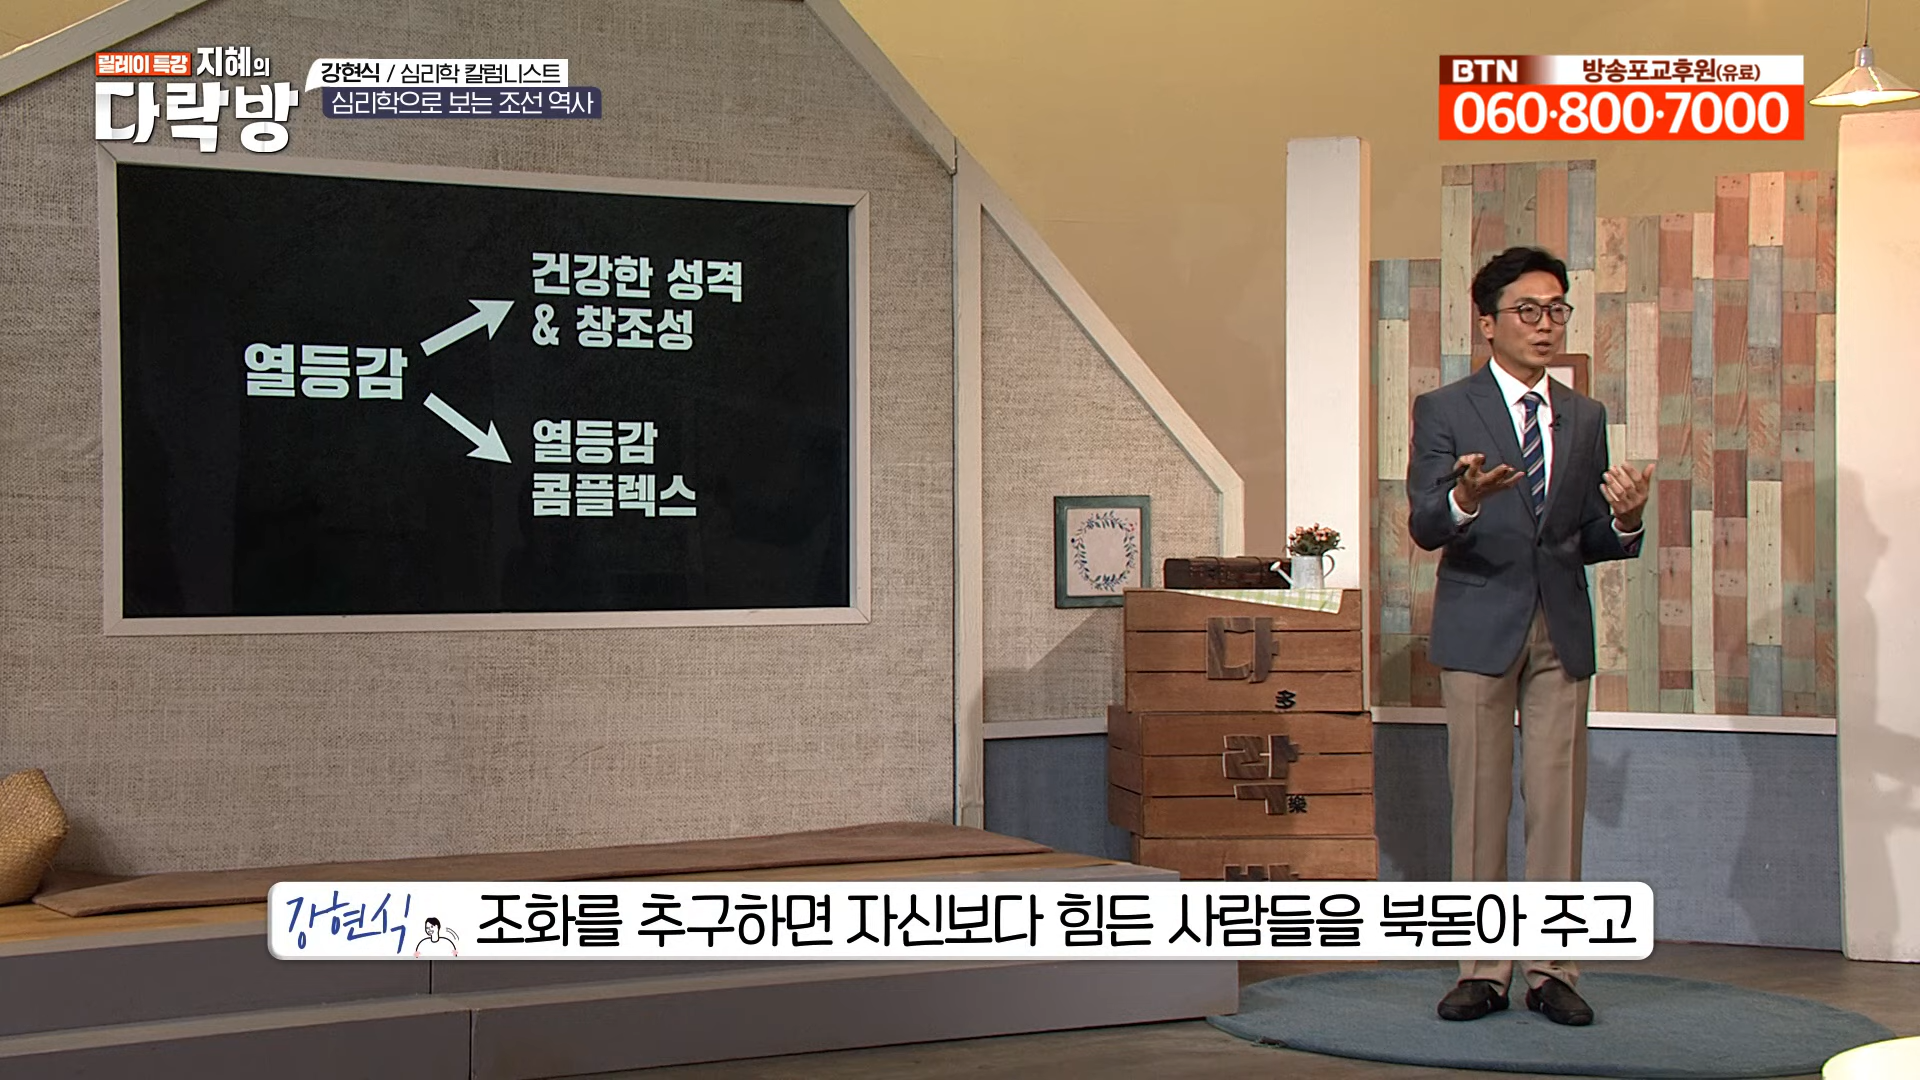 릴레이 특강 지혜의
다락방
강현식 / 심리학 칼럼니스트
심리학으로 보는 조선 역사
BTN 방송포교후원(유료)
060·800·7000
열등감
건강한 성격
& 창조성
열등감
콤플렉스
다
多
락
樂
강현식 조화를 추구하면 자신보다 힘든 사람들을 북돋아 주고